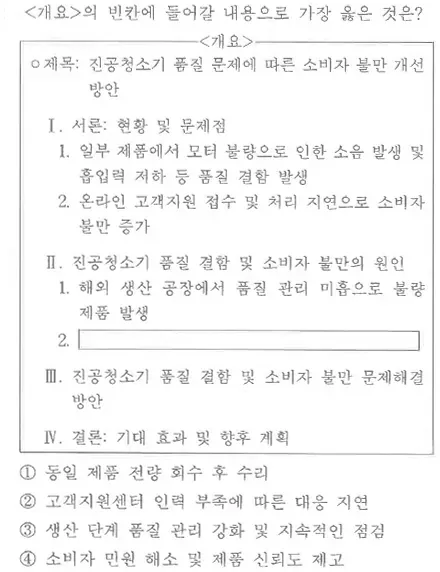 <개요>의 빈칸에 들어갈 내용으로 가장 옳은 것은?
<개요>
○ 제목: 진공청소기 품질 문제에 따른 소비자 불만 개선
방안
Ⅰ. 서론: 현황 및 문제점
1. 일부 제품에서 모터 불량으로 인한 소음 발생 및
흡입력 저하 등 품질 결함 발생
2. 온라인 고객지원 접수 및 처리 지연으로 소비자
불만 증가
Ⅱ. 진공청소기 품질 결함 및 소비자 불만의 원인
1. 해외 생산 공장에서 품질 관리 미흡으로 불량
제품 발생
2.
Ⅲ. 진공청소기 품질 결함 및 소비자 불만 문제해결
방안
Ⅳ. 결론: 기대 효과 및 향후 계획
① 동일 제품 전량 회수 후 수리
② 고객지원센터 인력 부족에 따른 대응 지연
③ 생산 단계 품질 관리 강화 및 지속적인 점검
④ 소비자 민원 해소 및 제품 신뢰도 제고